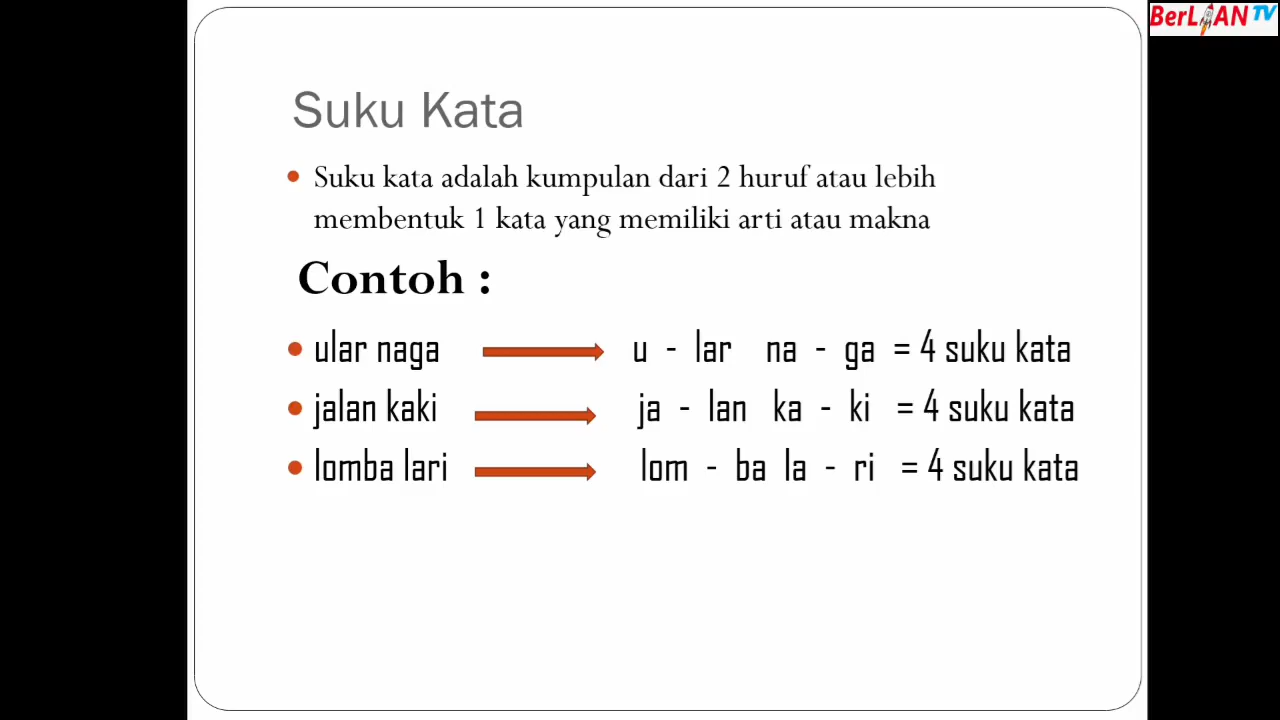 BerLIAN TV
Suku Kata
• Suku kata adalah kumpulan dari 2 huruf atau lebih
membentuk 1 kata yang memiliki arti atau makna
Contoh :
• ular naga u - lar na - ga = 4 suku kata
• jalan kaki ja - lan ka - ki = 4 suku kata
• lomba lari lom - ba la - ri = 4 suku kata